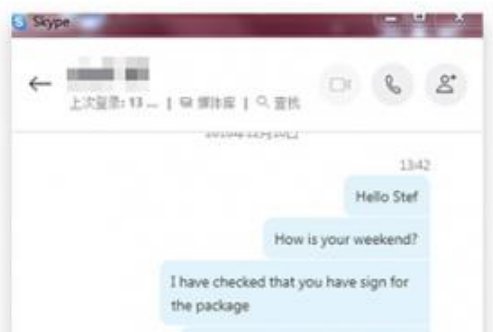 Skype
上次登录: 13 ... | 媒体库 | 查找
13:42
Hello Stef
How is your weekend?
I have checked that you have sign for
the package